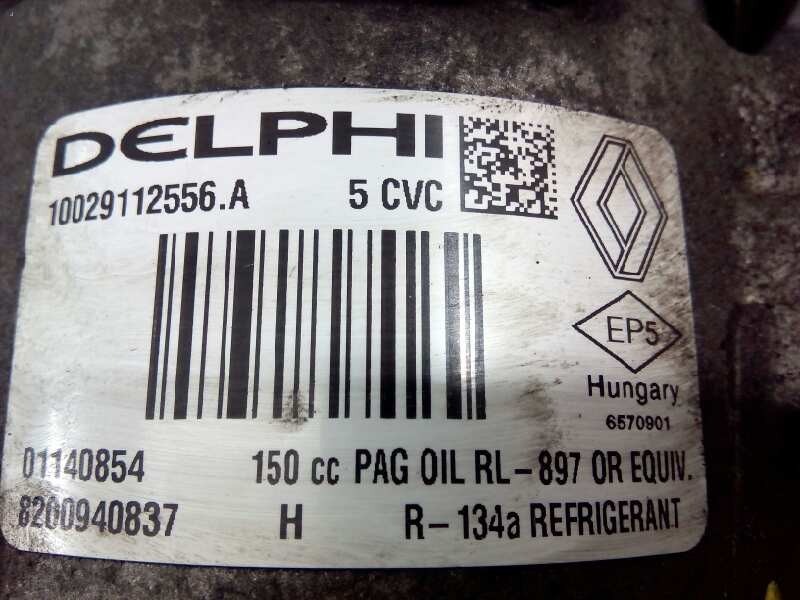 DELPHI
10029112556.A 5 CVC
EP5
Hungary
6570901
01140854 150 cc PAG OIL RL-897 OR EQUIV.
8200940837 H R-134a REFRIGERANT